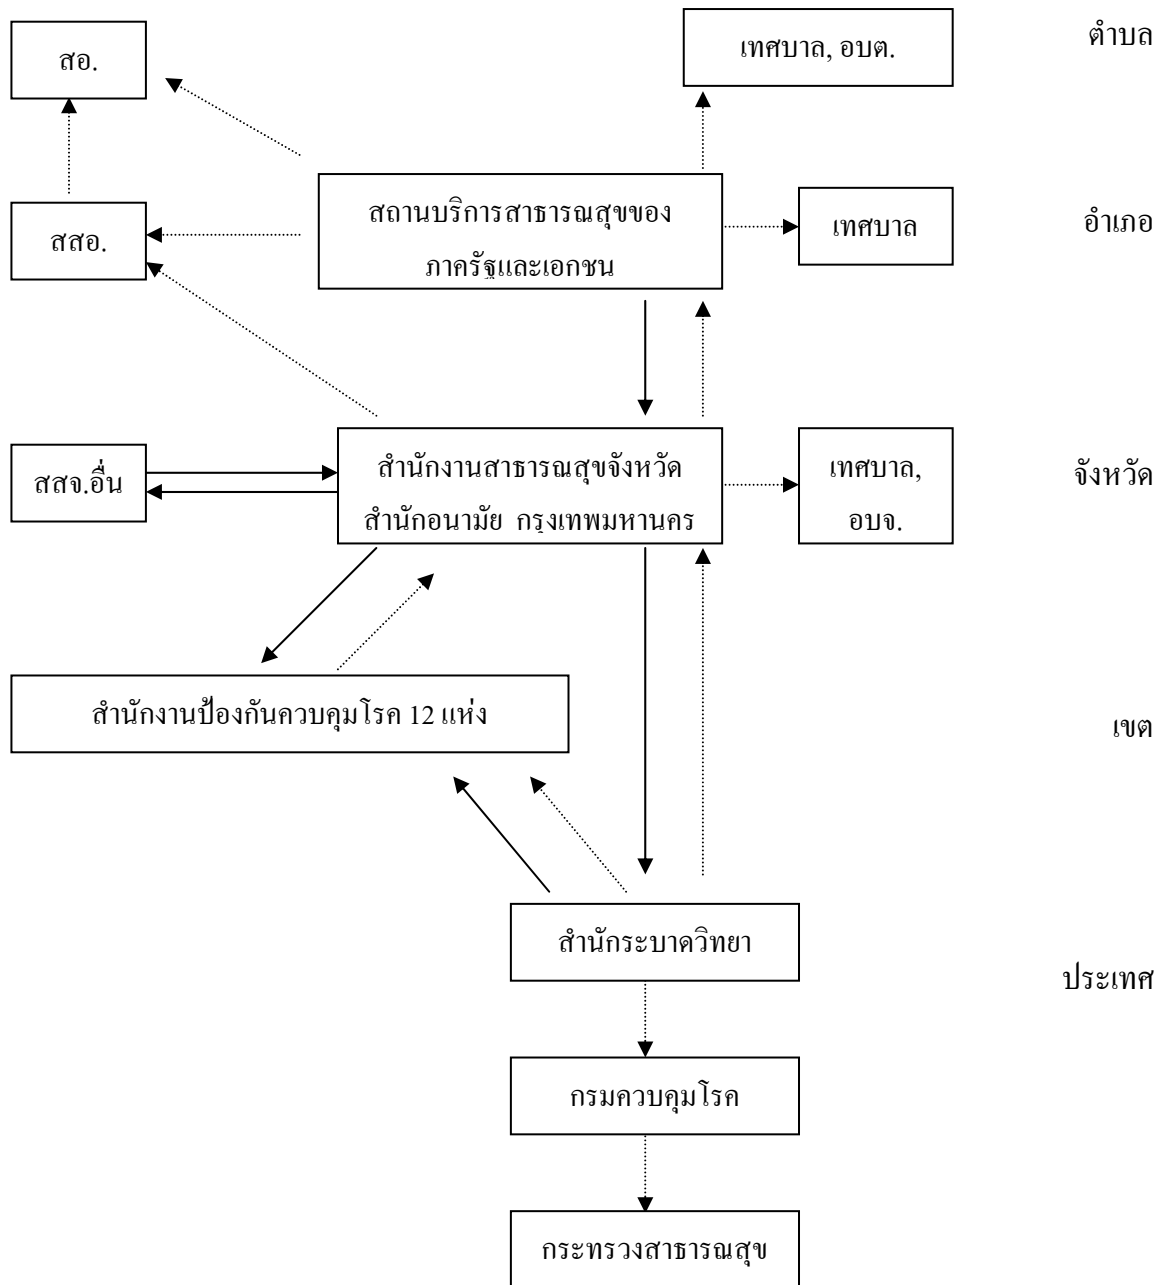 สอ.
เทศบาล, อบต.
ตำบล
สถานบริการสาธารณสุขของ
ภาครัฐและเอกชน
สสอ.
เทศบาล
อำเภอ
สสจ.อื่น
สำนักงานสาธารณสุขจังหวัด
สำนักอนามัย กรุงเทพมหานคร
เทศบาล,
อบจ.
จังหวัด
สำนักงานป้องกันควบคุมโรค 12 แห่ง
เขต
สำนักระบาดวิทยา
ประเทศ
กรมควบคุมโรค
กระทรวงสาธารณสุข